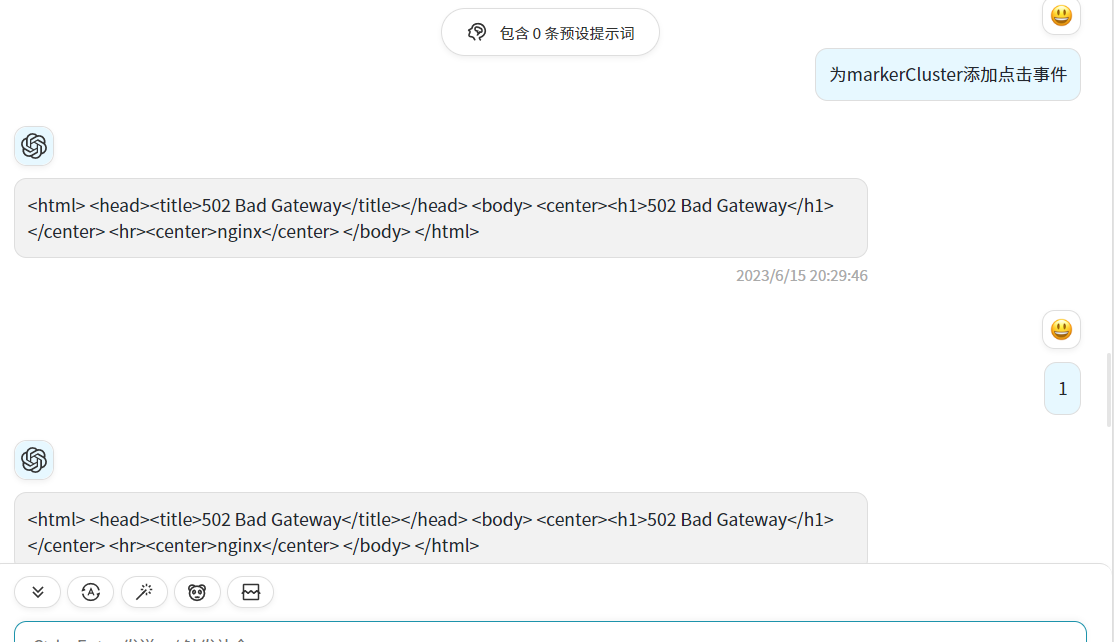 包含 0 条预设提示词
为markerCluster添加点击事件
<html> <head><title>502 Bad Gateway</title></head> <body> <center><h1>502 Bad Gateway</h1>
</center> <hr><center>nginx</center> </body> </html>
2023/6/15 20:29:46
1
<html> <head><title>502 Bad Gateway</title></head> <body> <center><h1>502 Bad Gateway</h1>
</center> <hr><center>nginx</center> </body> </html>